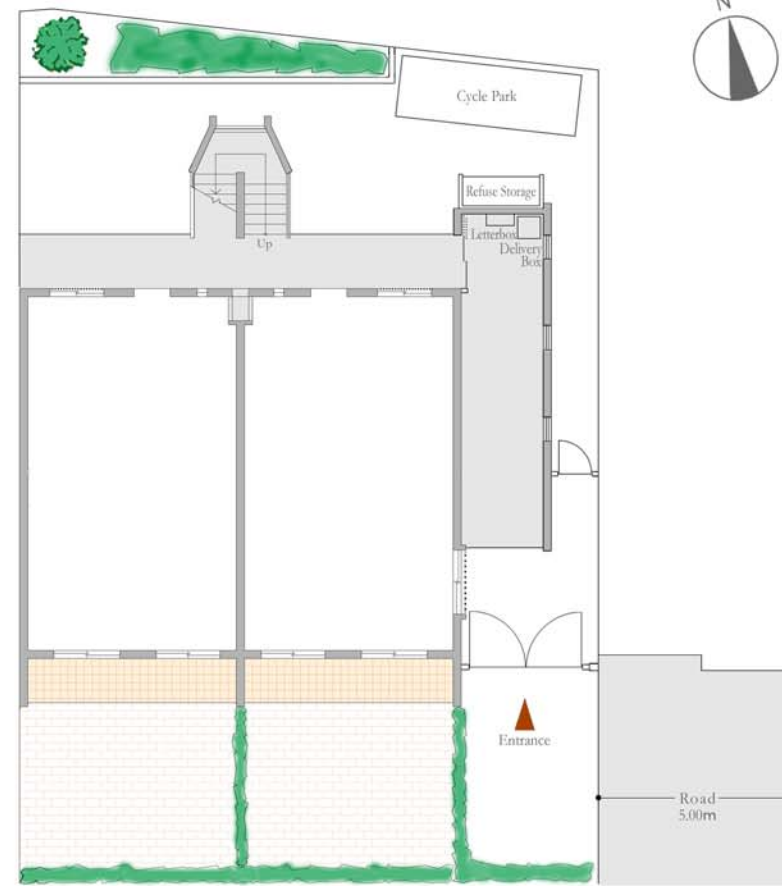 N
Cycle Park
Refuse Storage
Letterbox
Delivery
Box
Up
Entrance
Road
5.00m